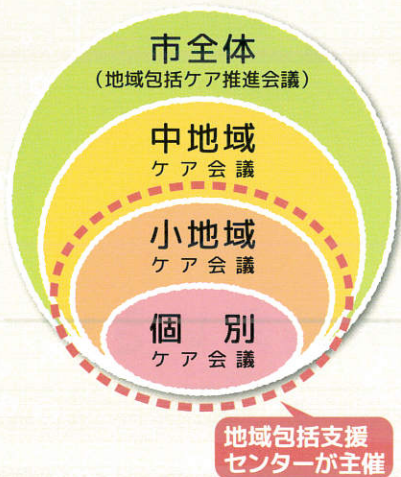 市全体
（地域包括ケア推進会議）
中地域
ケア会議
小地域
ケア会議
個別
ケア会議
地域包括支援
センターが主催